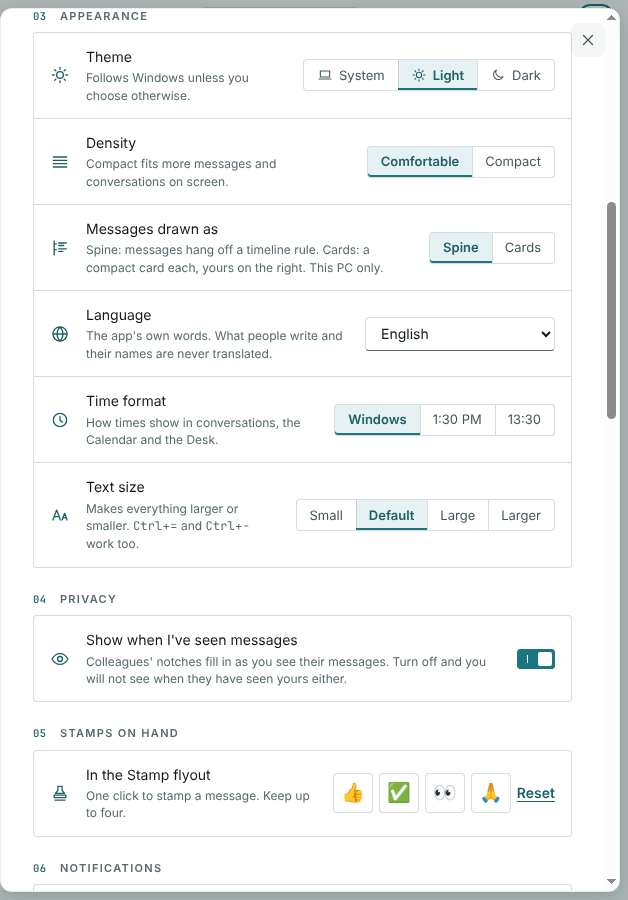 03 APPEARANCE
Theme
Follows Windows unless you
choose otherwise.
System Light Dark
Density
Compact fits more messages and
conversations on screen.
Comfortable Compact
Messages drawn as
Spine: messages hang off a timeline rule. Cards: a
compact card each, yours on the right. This PC only.
Spine Cards
Language
The app's own words. What people write and
their names are never translated.
English
Time format
How times show in conversations, the
Calendar and the Desk.
Windows 1:30 PM 13:30
Text size
Makes everything larger or
smaller. Ctrl+= and Ctrl+-
work too.
Small Default Large Larger
04 PRIVACY
Show when I've seen messages
Colleagues' notches fill in as you see their messages. Turn off and you
will not see when they have seen yours either.
05 STAMPS ON HAND
In the Stamp flyout
One click to stamp a message. Keep up
to four.
👍 ✅ 👀 🙏 Reset
06 NOTIFICATIONS